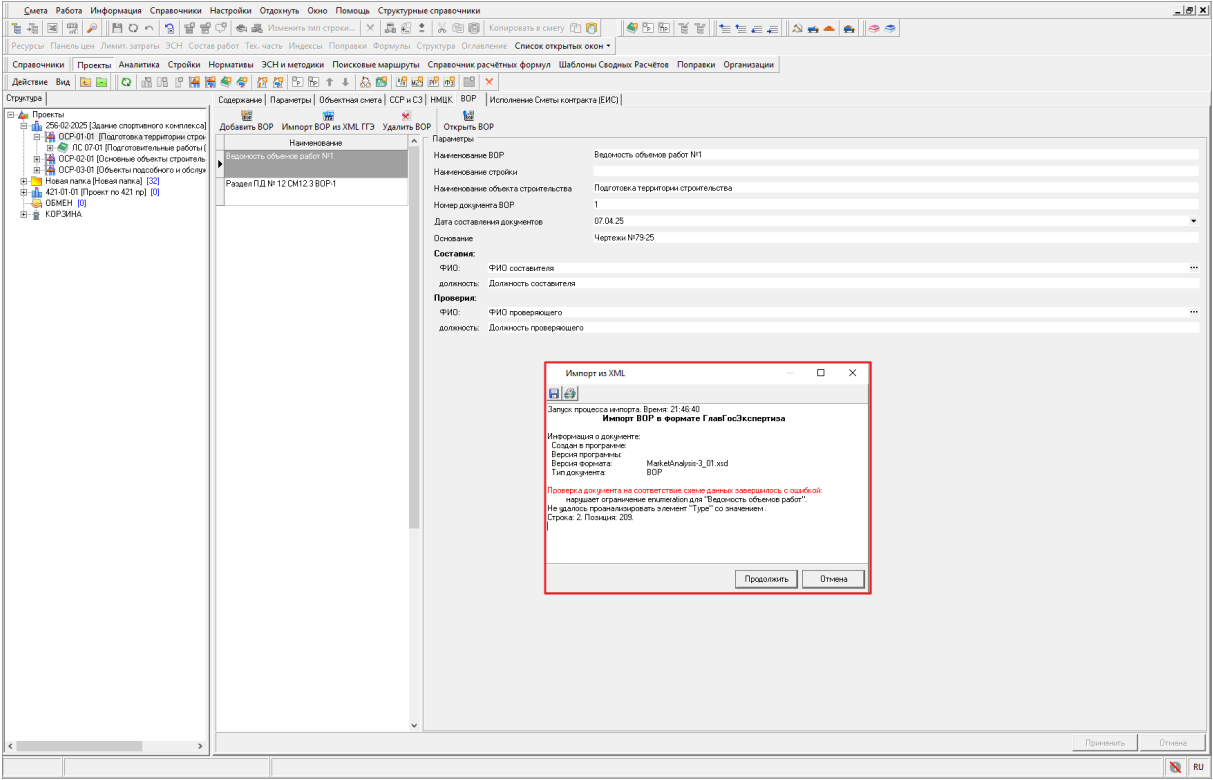 Смета Работа Информация Справочники Настройки Отдохнуть Окно Помощь Структурные справочники
Изменить тип строки... Копировать в смету
Ресурсы Панель цен Лимит. затраты ЗСН Состав работ Тех. часть Индексы Поправки Формулы Структура Оглавление Список открытых окон
Справочники Проекты Аналитика Стройки Нормативы ЭСН и методики Поисковые маршруты Справочник расчётных формул Шаблоны Сводных Расчётов Поправки Организации
Действие Вид
Структура
Содержание Параметры Объектная смета ССР и СЗ НМЦК ВОР Исполнение Сметы контракта (ЕИС)
Проекты
256-02-2025 [Здание спортивного комплекса]
ОСР-01-01 [Подготовка территории строи
ЛС 07-01 [Подготовительные работы (
ОСР-02-01 [Основные объекты строитель
ОСР-03-01 [Объекты подсобного и обслуж
Новая папка [Новая папка] [32]
421-01-01 [Проект по 421 пр] [0]
ОБМЕН [0]
КОРЗИНА
Добавить ВОР Импорт ВОР из XML ГГЭ Удалить ВОР Открыть ВОР
Наименование
Ведомость объемов работ №1
Раздел ПД № 12 СМ12.3 ВОР-1
Параметры
Наименование ВОР Ведомость объемов работ №1
Наименование стройки
Наименование объекта строительства Подготовка территории строительства
Номер документа ВОР 1
Дата составления документов 07.04.25
Основание Чертежи №79-25
Составил:
ФИО: ФИО составителя ...
должность: Должность составителя
Проверил:
ФИО: ФИО проверяющего ...
должность: Должность проверяющего
Импорт из XML
Запуск процесса импорта. Время: 21:46:40
Импорт ВОР в формате ГлавГосЭкспертиза
Информация о документе:
Создан в программе:
Версия программы:
Версия формата: MarketAnalysis-3_01.xsd
Тип документа: ВОР
Проверка документа на соответствие схеме данных завершилось с ошибкой:
нарушает ограничение enumeration для "Ведомость объемов работ".
Не удалось проанализировать элемент "Type" со значением .
Строка: 2. Позиция: 209.
Продолжить Отмена
Применить Отмена
RU